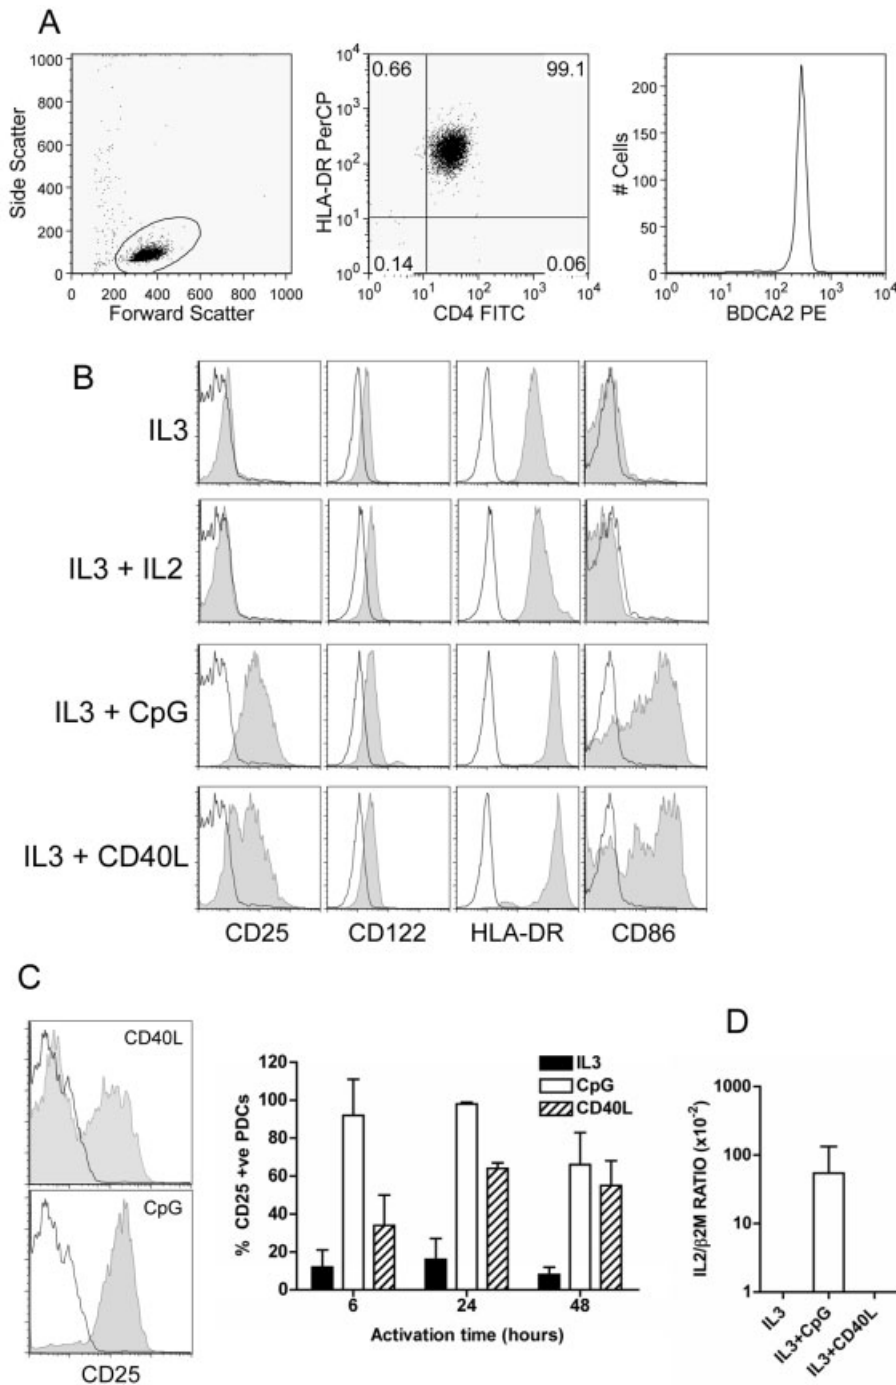 A
1000
800
600
400
200
0
Side Scatter
0 200 400 600 800 1000
Forward Scatter
10^4
10^3
10^2
10^1
10^0
HLA-DR PerCP
0.66 99.1
0.14 0.06
10^0 10^1 10^2 10^3 10^4
CD4 FITC
200
150
100
50
0
# Cells
10^0 10^1 10^2 10^3 10^4
BDCA2 PE
B
IL3
IL3 + IL2
IL3 + CpG
IL3 + CD40L
CD25 CD122 HLA-DR CD86
C
CD40L
CpG
CD25
120
100
80
60
40
20
0
% CD25 +ve PDCs
IL3
CpG
CD40L
6 24 48
Activation time (hours)
D
1000
100
10
1
IL2/β2M RATIO (x10^-2)
IL3
IL3+CpG
IL3+CD40L